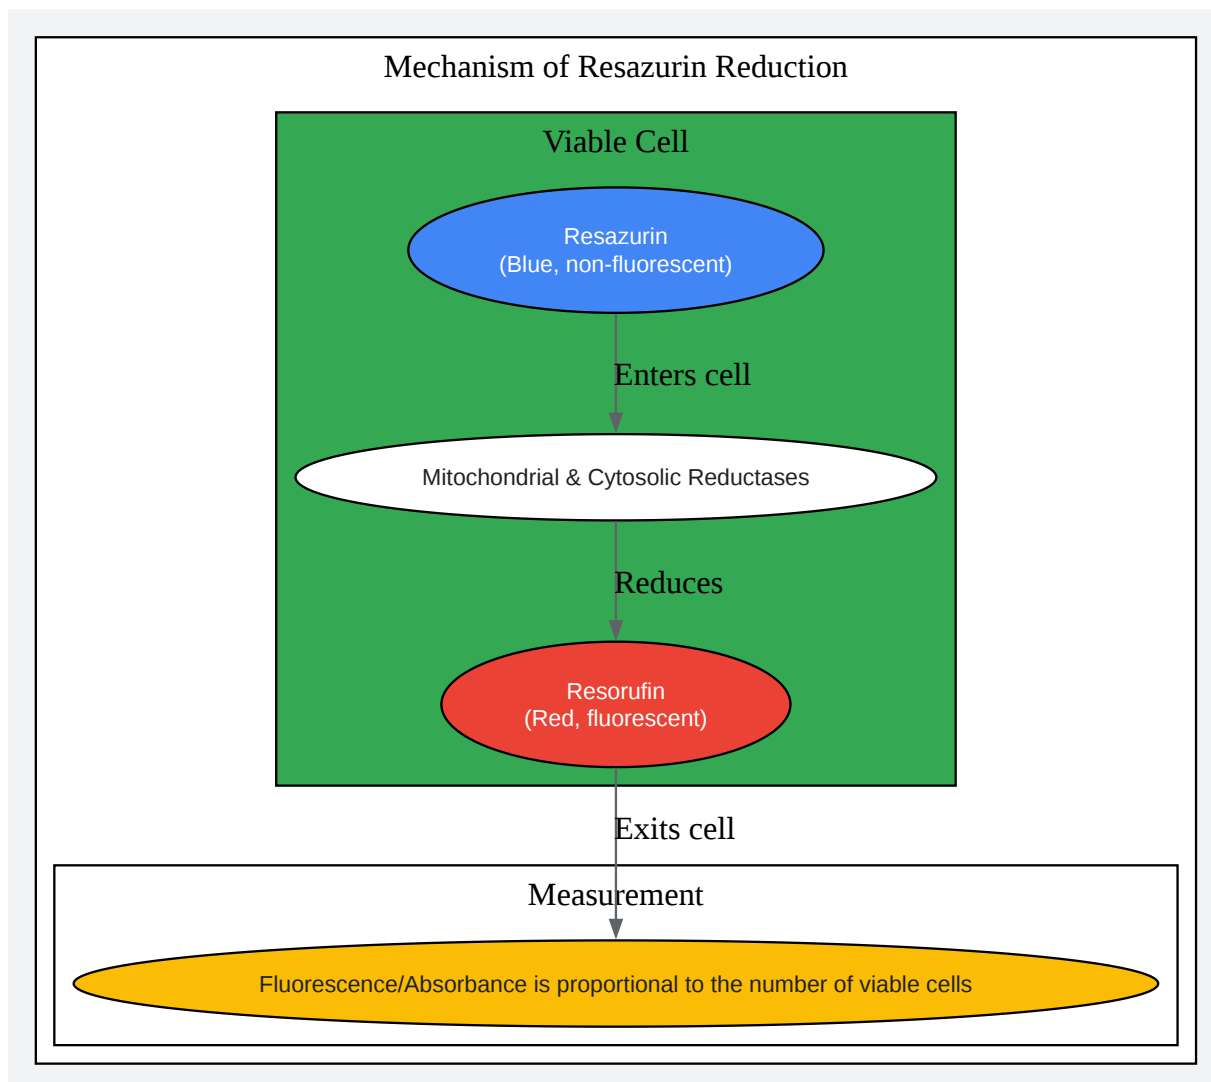 Mechanism of Resazurin Reduction
Viable Cell
Resazurin
(Blue, non-fluorescent)
Enters cell
Mitochondrial & Cytosolic Reductases
Reduces
Resorufin
(Red, fluorescent)
Exits cell
Measurement
Fluorescence/Absorbance is proportional to the number of viable cells